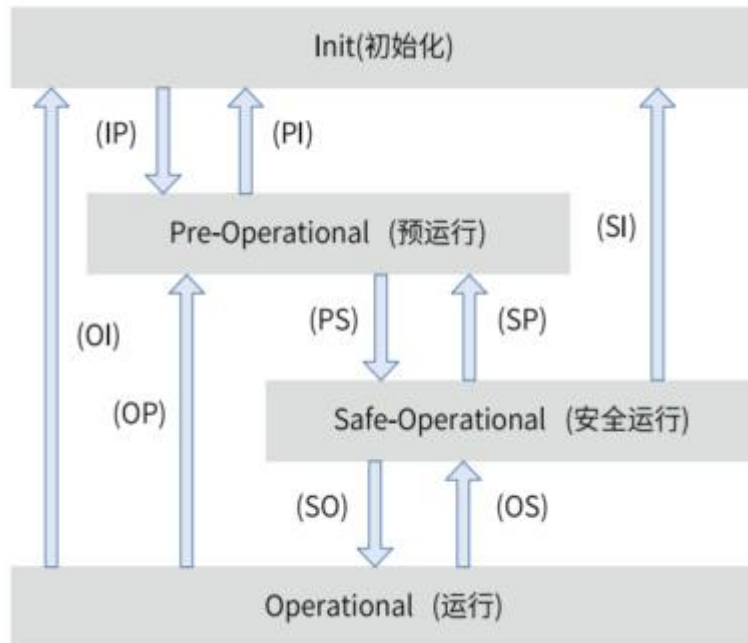 Init(初始化)
(IP)
(PI)
Pre-Operational (预运行)
(SI)
(PS)
(SP)
(OI)
(OP)
Safe-Operational (安全运行)
(SO)
(OS)
Operational (运行)